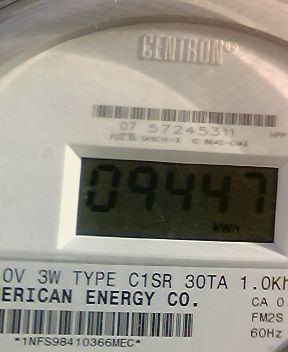 CENTRON®
07 57245311
09447
kWh
0V 3W TYPE C1SR 30TA 1.0Kh
ERICAN ENERGY CO.
CA 0.
FM2S
60Hz
*1NFS98410366MEC*